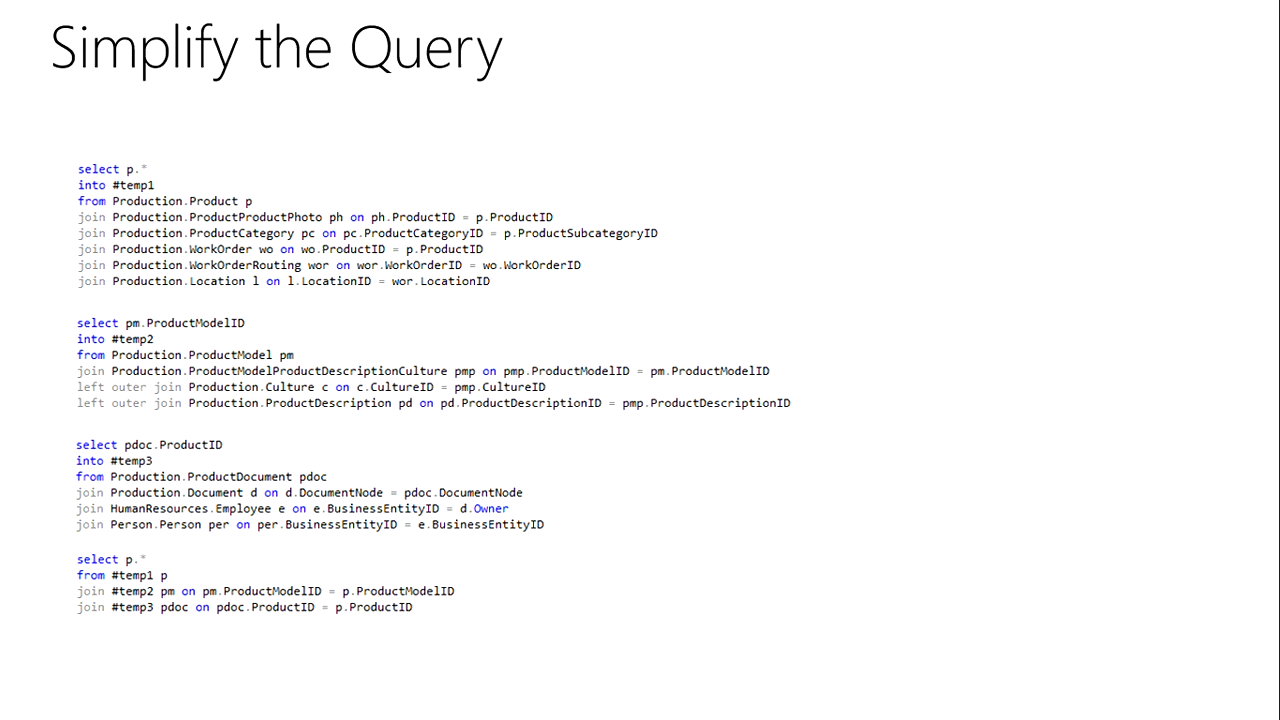 Simplify the Query
select p.*
into #temp1
from Production.Product p
join Production.ProductProductPhoto ph on ph.ProductID = p.ProductID
join Production.ProductCategory pc on pc.ProductCategoryID = p.ProductSubcategoryID
join Production.WorkOrder wo on wo.ProductID = p.ProductID
join Production.WorkOrderRouting wor on wor.WorkOrderID = wo.WorkOrderID
join Production.Location l on l.LocationID = wor.LocationID
select pm.ProductModelID
into #temp2
from Production.ProductModel pm
join Production.ProductModelProductDescriptionCulture pmp on pmp.ProductModelID = pm.ProductModelID
left outer join Production.Culture c on c.CultureID = pmp.CultureID
left outer join Production.ProductDescription pd on pd.ProductDescriptionID = pmp.ProductDescriptionID
select pdoc.ProductID
into #temp3
from Production.ProductDocument pdoc
join Production.Document d on d.DocumentNode = pdoc.DocumentNode
join HumanResources.Employee e on e.BusinessEntityID = d.Owner
join Person.Person per on per.BusinessEntityID = e.BusinessEntityID
select p.*
from #temp1 p
join #temp2 pm on pm.ProductModelID = p.ProductModelID
join #temp3 pdoc on pdoc.ProductID = p.ProductID